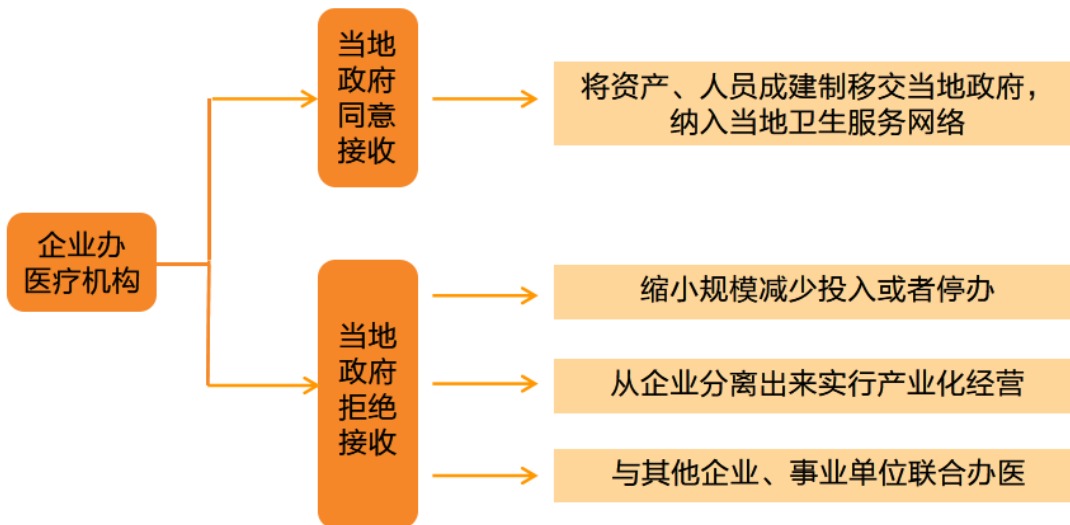 企业办
医疗机构
当地
政府
同意
接收
将资产、人员成建制移交当地政府，
纳入当地卫生服务网络
当地
政府
拒绝
接收
缩小规模减少投入或者停办
从企业分离出来实行产业化经营
与其他企业、事业单位联合办医